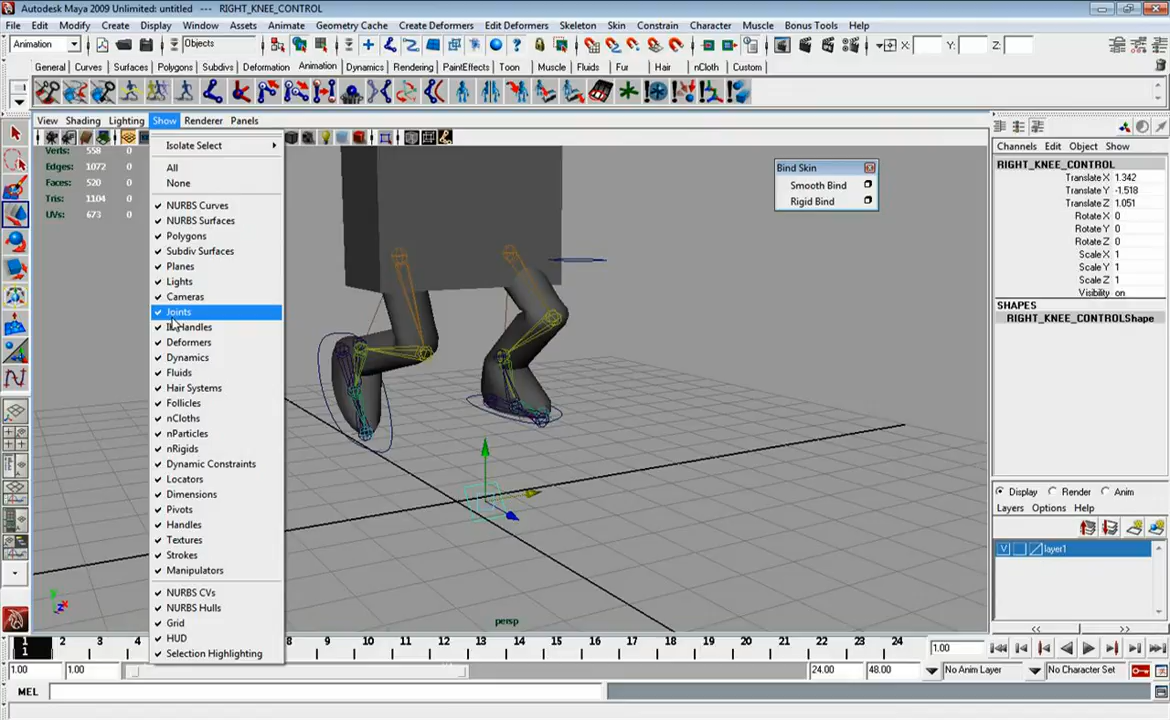 Autodesk Maya 2009 Unlimited: untitled --- RIGHT_KNEE_CONTROL
File Edit Modify Create Display Window Assets Animate Geometry Cache Create Deformers Edit Deformers Skeleton Skin Constrain Character Muscle Bonus Tools Help
Animation Objects X: Y: Z:
General Curves Surfaces Polygons Subdivs Deformation Animation Dynamics Rendering PaintEffects Toon Muscle Fluids Fur Hair nCloth Custom
View Shading Lighting Show Renderer Panels
Verts: 558 0
Edges: 1072 0
Faces: 520 0
Tris: 1104 0
UVs: 673 0
Isolate Select
All
None
NURBS Curves
NURBS Surfaces
Polygons
Subdiv Surfaces
Planes
Lights
Cameras
Joints
IK Handles
Deformers
Dynamics
Fluids
Hair Systems
Follicles
nCloths
nParticles
nRigids
Dynamic Constraints
Locators
Dimensions
Pivots
Handles
Textures
Strokes
Manipulators
NURBS CVs
NURBS Hulls
Grid
HUD
Selection Highlighting
Bind Skin
Smooth Bind
Rigid Bind
persp
Channels Edit Object Show
RIGHT_KNEE_CONTROL
Translate X 1.342
Translate Y -1.518
Translate Z 1.051
Rotate X 0
Rotate Y 0
Rotate Z 0
Scale X 1
Scale Y 1
Scale Z 1
Visibility on
SHAPES
RIGHT_KNEE_CONTROLShape
Display Render Anim
Layers Options Help
V layer1
1 2 3 4 5 6 8 9 10 11 12 13 14 15 16 17 18 19 20 21 22 23 24 1.00
1
1.00 1.00 24.00 48.00 No Anim Layer No Character Set
MEL